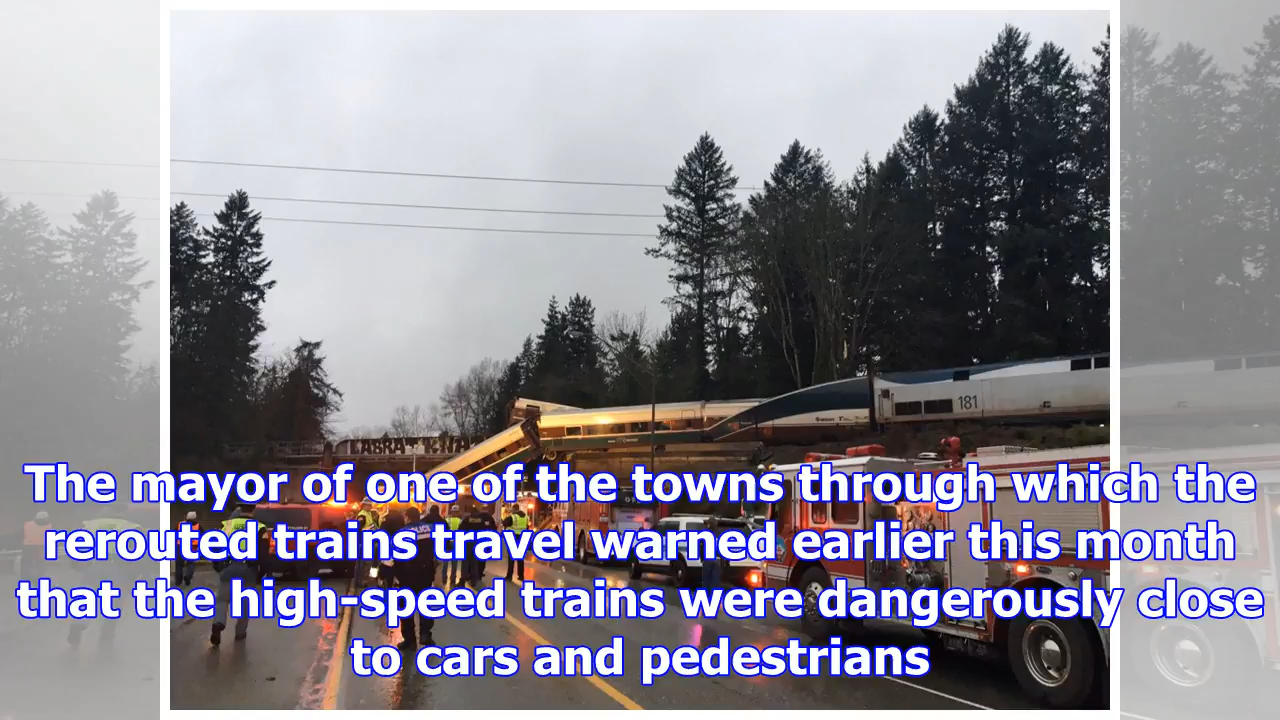 181
POLICE
The mayor of one of the towns through which the
rerouted trains travel warned earlier this month
that the high-speed trains were dangerously close
to cars and pedestrians